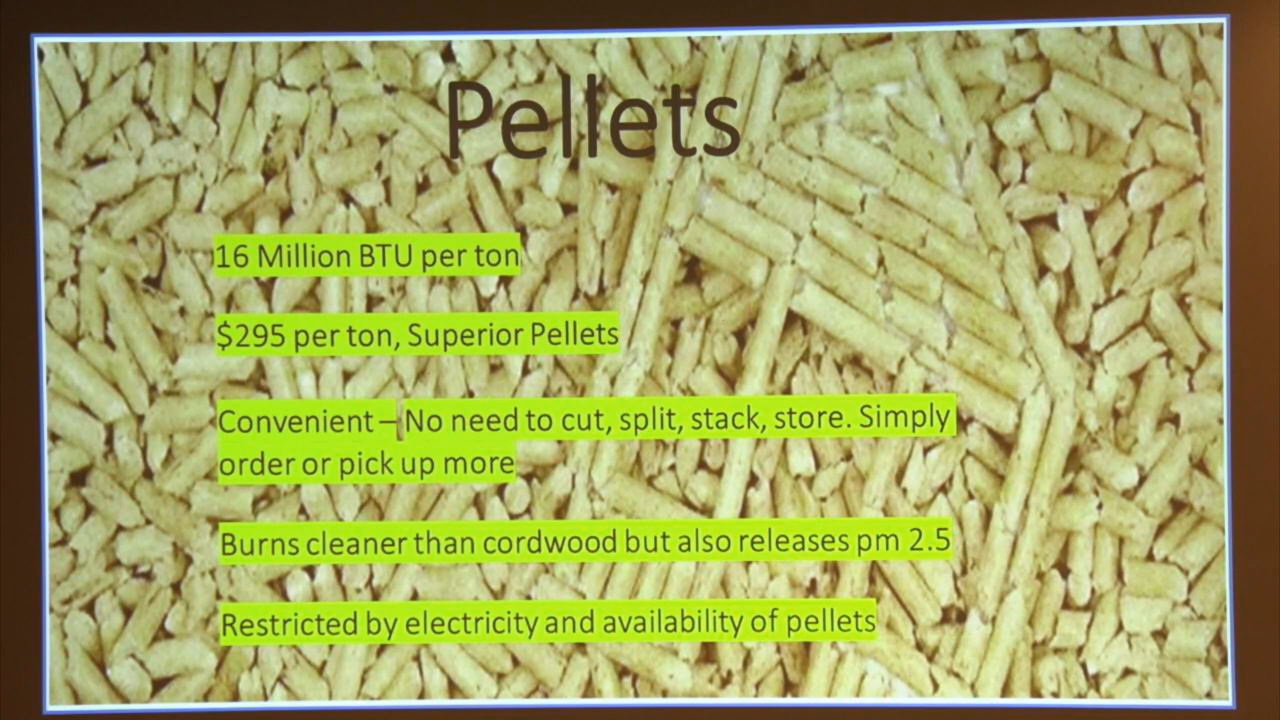 Pellets
16 Million BTU per ton
$295 per ton, Superior Pellets
Convenient – No need to cut, split, stack, store. Simply
order or pick up more
Burns cleaner than cordwood but also releases pm 2.5
Restricted by electricity and availability of pellets